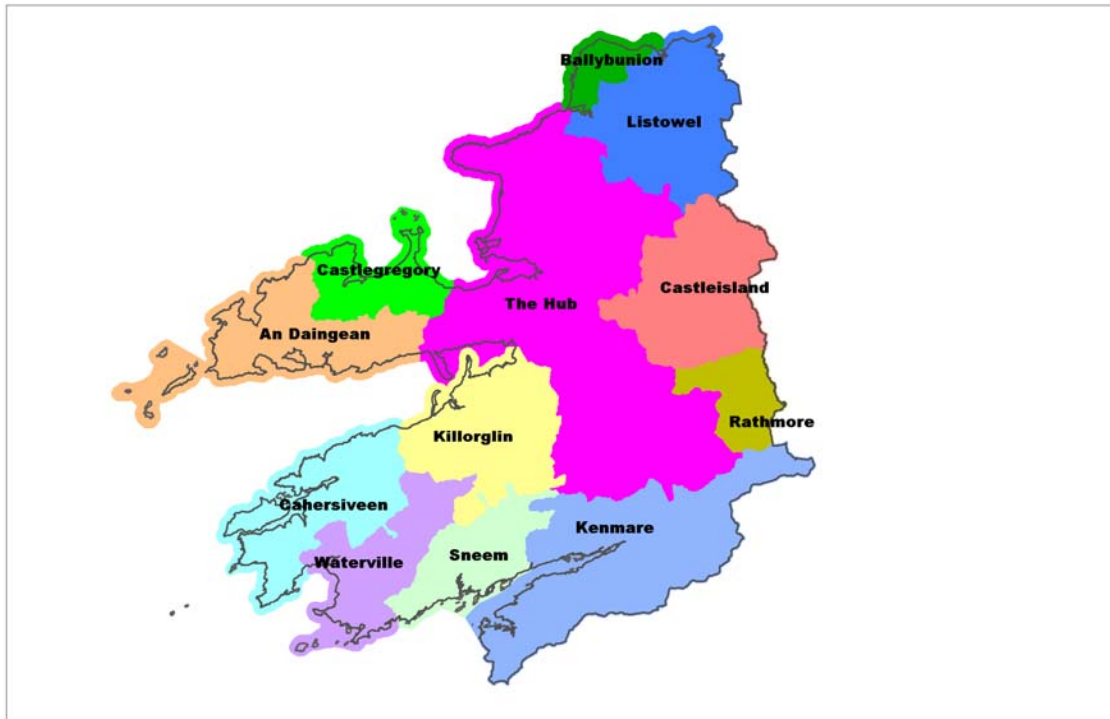 Ballybunion
Listowel
Castlegregory
Castleisland
The Hub
An Daingean
Rathmore
Killorglin
Cahersiveen
Kenmare
Sneem
Waterville